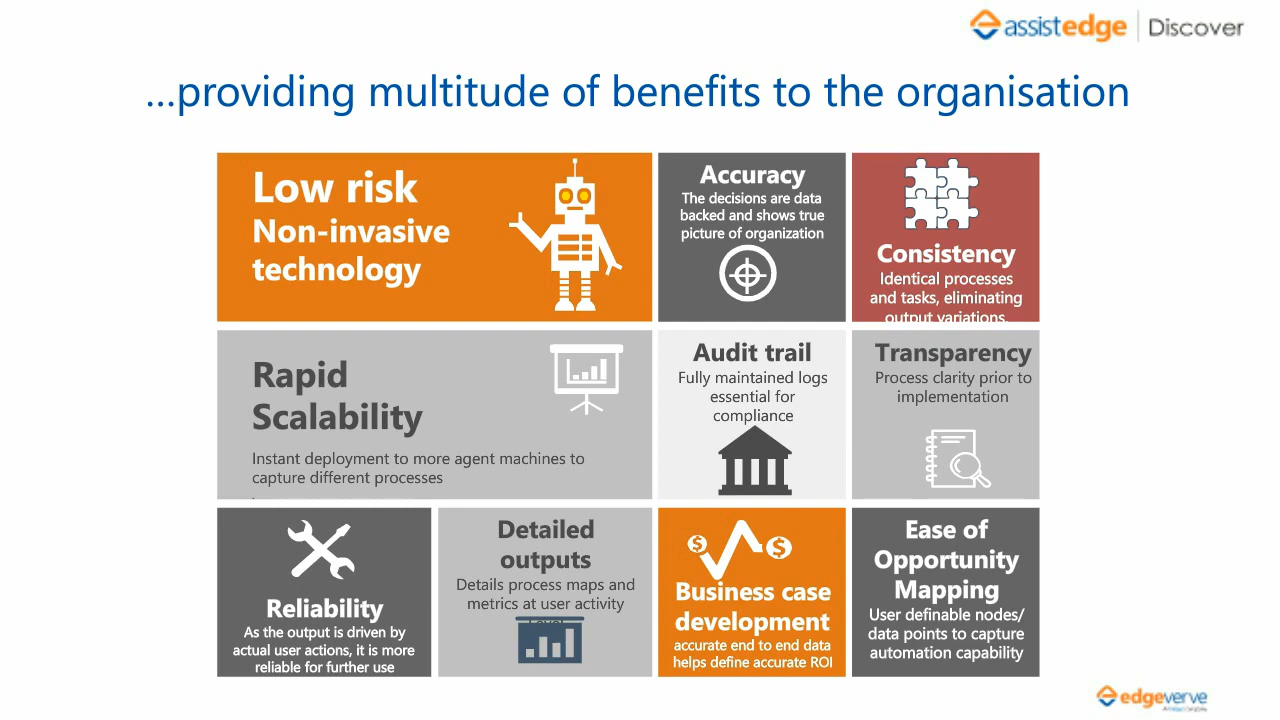 assistedge | Discover
...providing multitude of benefits to the organisation
Low risk
Non-invasive
technology
Accuracy
The decisions are data
backed and shows true
picture of organization
Consistency
Identical processes
and tasks, eliminating
output variations.
Rapid
Scalability
Instant deployment to more agent machines to
capture different processes
Audit trail
Fully maintained logs
essential for
compliance
Transparency
Process clarity prior to
implementation
Reliability
As the output is driven by
actual user actions, it is more
reliable for further use
Detailed
outputs
Details process maps and
metrics at user activity
$ $
Business case
development
accurate end to end data
helps define accurate ROI
Ease of
Opportunity
Mapping
User definable nodes/
data points to capture
automation capability
edgeverve